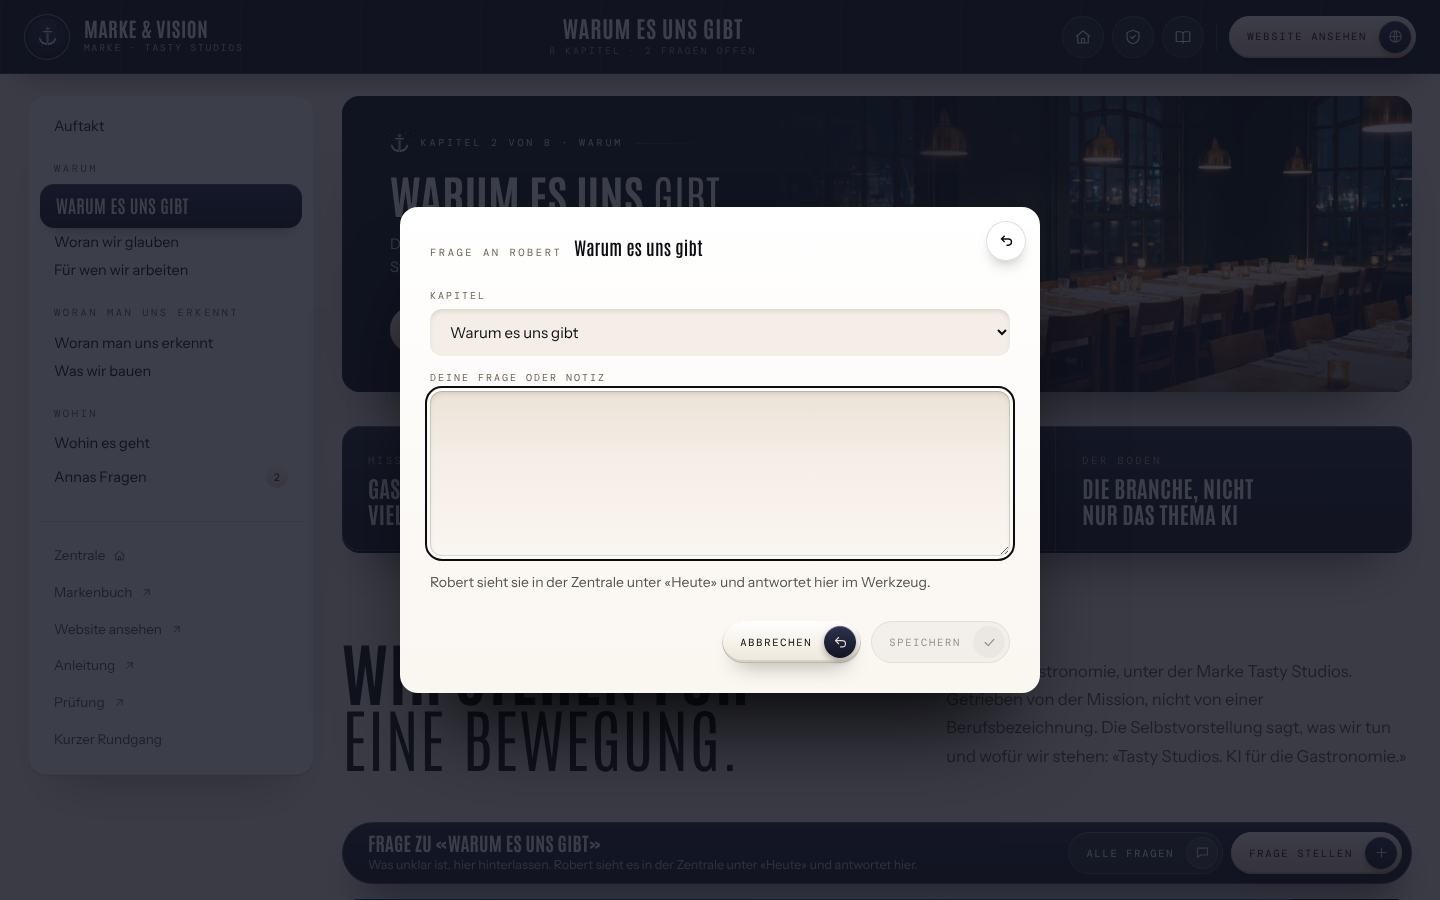 MARKE & VISION
MARKE · TASTY STUDIOS
WARUM ES UNS GIBT
8 KAPITEL · 2 FRAGEN OFFEN
WEBSITE ANSEHEN
Auftakt
WARUM
WARUM ES UNS GIBT
Woran wir glauben
Für wen wir arbeiten
WORAN MAN UNS ERKENNT
Woran man uns erkennt
Was wir bauen
WOHIN
Wohin es geht
Annas Fragen
2
Zentrale
Markenbuch
Website ansehen
Anleitung
Prüfung
Kurzer Rundgang
KAPITEL 2 VON 8 · WARUM
WARUM ES UNS GIBT
FRAGE AN ROBERT Warum es uns gibt
KAPITEL
Warum es uns gibt
DEINE FRAGE ODER NOTIZ
Robert sieht sie in der Zentrale unter «Heute» und antwortet hier im Werkzeug.
ABBRECHEN
SPEICHERN
DER BODEN
DIE BRANCHE, NICHT
NUR DAS THEMA KI
WIR STEHEN FÜR
EINE BEWEGUNG.
unter der Marke Tasty Studios.
Getrieben von der Mission, nicht von einer
Berufsbezeichnung. Die Selbstvorstellung sagt, was wir tun
und wofür wir stehen: «Tasty Studios. KI für die Gastronomie.»
FRAGE ZU «WARUM ES UNS GIBT»
Was unklar ist, hier hinterlassen. Robert sieht es in der Zentrale unter «Heute» und antwortet hier.
ALLE FRAGEN
FRAGE STELLEN